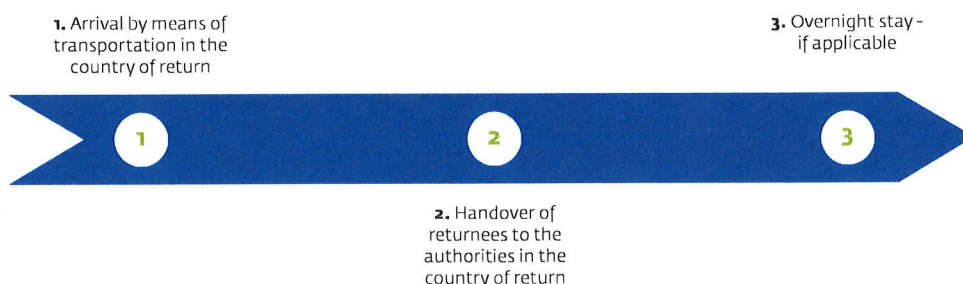 1. Arrival by means of
transportation in the
country of return
3. Overnight stay -
if applicable
1
2
3
2. Handover of
returnees to the
authorities in the
country of return